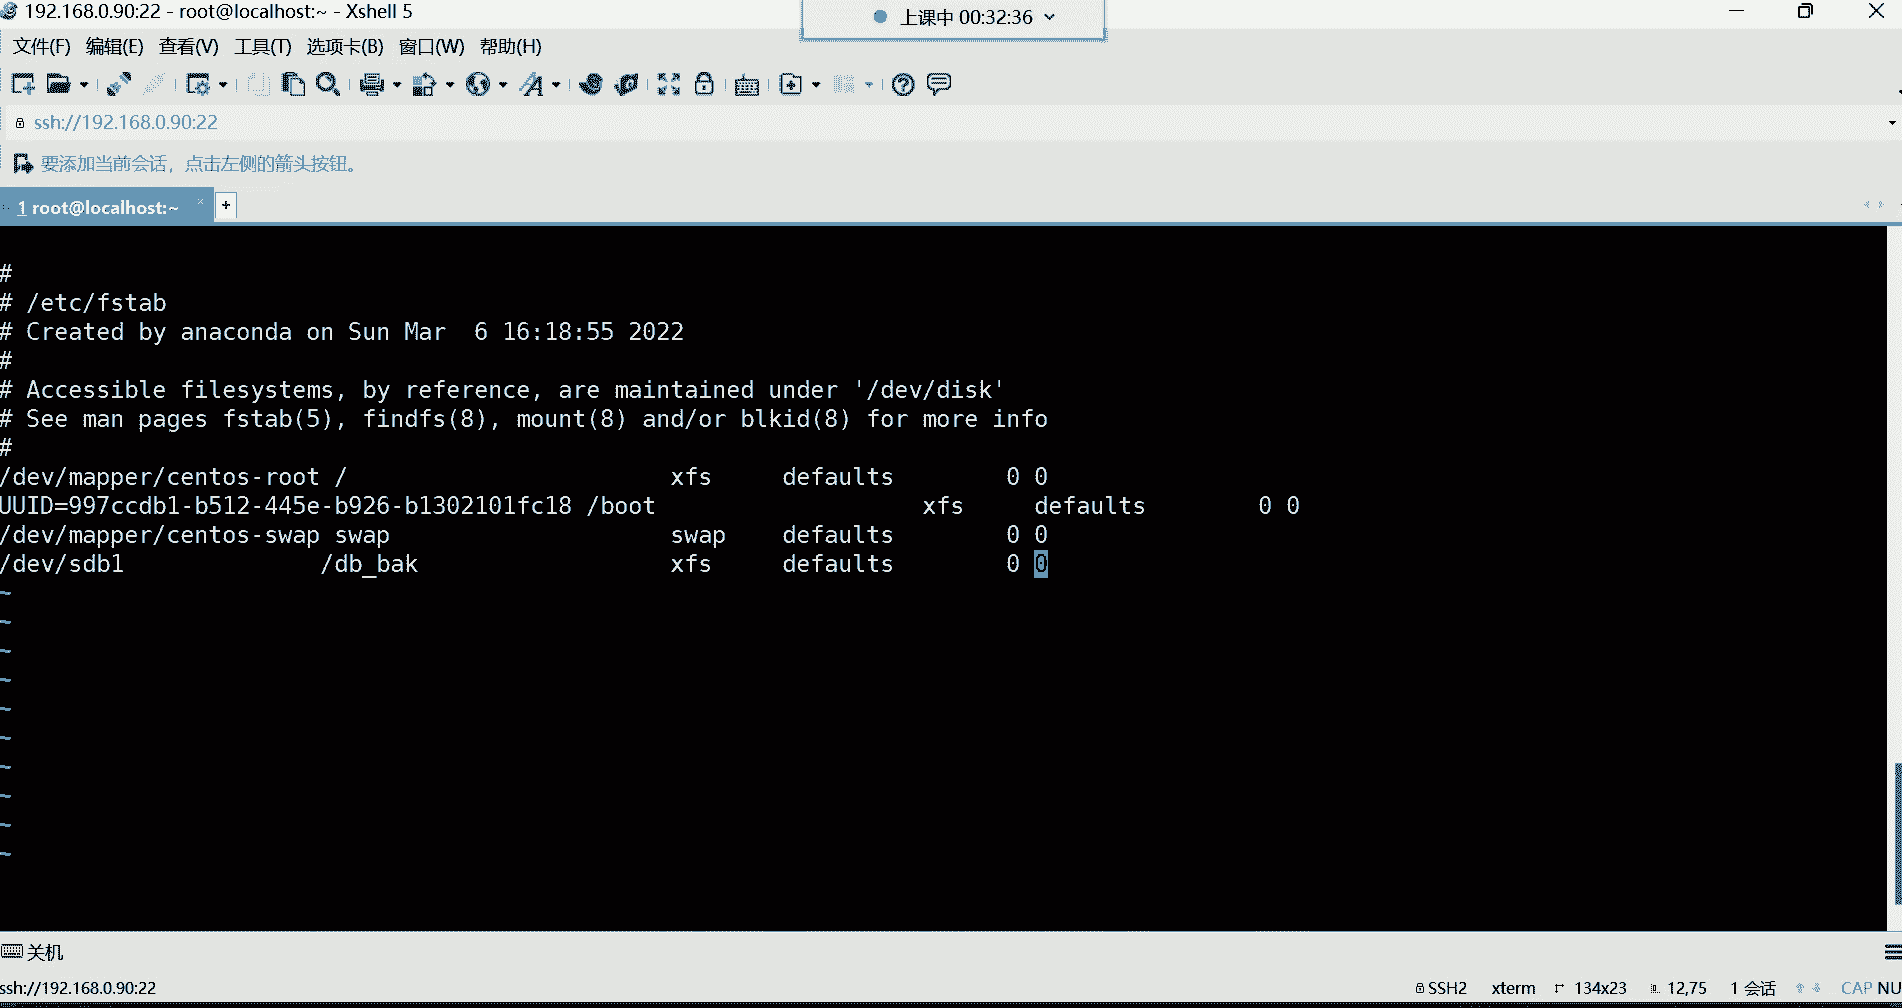 192.168.0.90:22 - root@localhost:~ - Xshell 5
上课中 00:32:36
文件(F) 编辑(E) 查看(V) 工具(T) 选项卡(B) 窗口(W) 帮助(H)
ssh://192.168.0.90:22
要添加当前会话，点击左侧的箭头按钮。
1 root@localhost:~ × +
#
# /etc/fstab
# Created by anaconda on Sun Mar  6 16:18:55 2022
#
# Accessible filesystems, by reference, are maintained under '/dev/disk'
# See man pages fstab(5), findfs(8), mount(8) and/or blkid(8) for more info
#
/dev/mapper/centos-root /                       xfs     defaults        0 0
UUID=997ccdb1-b512-445e-b926-b1302101fc18 /boot                   xfs     defaults        0 0
/dev/mapper/centos-swap swap                    swap    defaults        0 0
/dev/sdb1              /db_bak                  xfs     defaults        0 0
~
~
~
~
~
~
~
~
~
~
关机
ssh://192.168.0.90:22 SSH2 xterm 134x23 12,75 1 会话 CAP NU